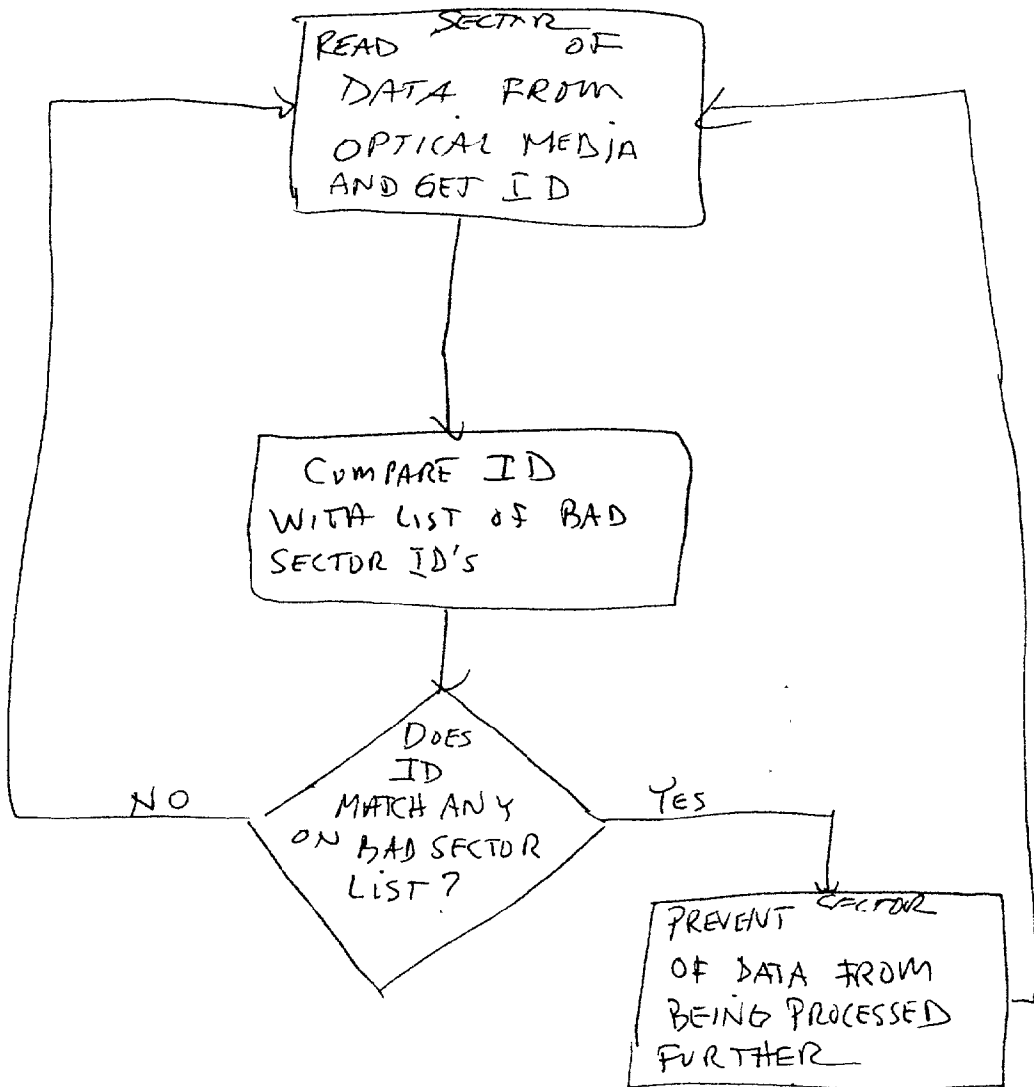 READ SECTOR OF
DATA FROM
OPTICAL MEDIA
AND GET ID
COMPARE ID
WITH LIST OF BAD
SECTOR ID'S
DOES
ID
MATCH ANY
ON BAD SECTOR
LIST?
NO
YES
PREVENT SECTOR
OF DATA FROM
BEING PROCESSED
FURTHER